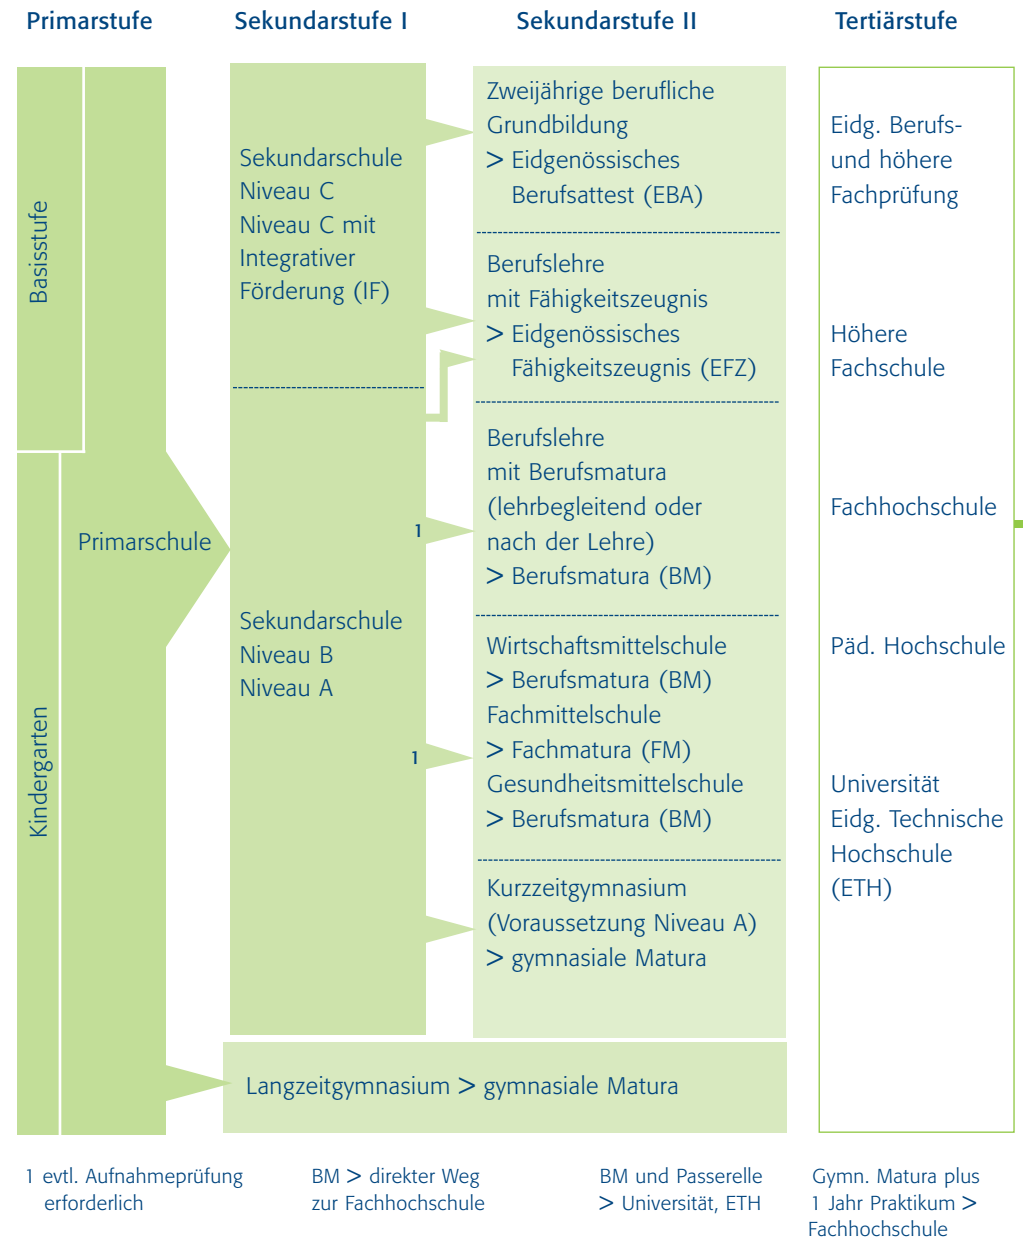 Primarstufe
Sekundarstufe I
Sekundarstufe II
Tertiärstufe
Basisstufe
Kindergarten
Primarschule
Sekundarschule
Niveau C
Niveau C mit
Integrativer
Förderung (IF)
1
Sekundarschule
Niveau B
Niveau A
1
Zweijährige berufliche
Grundbildung
> Eidgenössisches
Berufsattest (EBA)
Berufslehre
mit Fähigkeitszeugnis
> Eidgenössisches
Fähigkeitszeugnis (EFZ)
Berufslehre
mit Berufsmatura
(lehrbegleitend oder
nach der Lehre)
> Berufsmatura (BM)
Wirtschaftsmittelschule
> Berufsmatura (BM)
Fachmittelschule
> Fachmatura (FM)
Gesundheitsmittelschule
> Berufsmatura (BM)
Kurzzeitgymnasium
(Voraussetzung Niveau A)
> gymnasiale Matura
Langzeitgymnasium > gymnasiale Matura
Eidg. Berufs-
und höhere
Fachprüfung
Höhere
Fachschule
Fachhochschule
Päd. Hochschule
Universität
Eidg. Technische
Hochschule
(ETH)
1 evtl. Aufnahmeprüfung
erforderlich
BM > direkter Weg
zur Fachhochschule
BM und Passerelle
> Universität, ETH
Gymn. Matura plus
1 Jahr Praktikum >
Fachhochschule